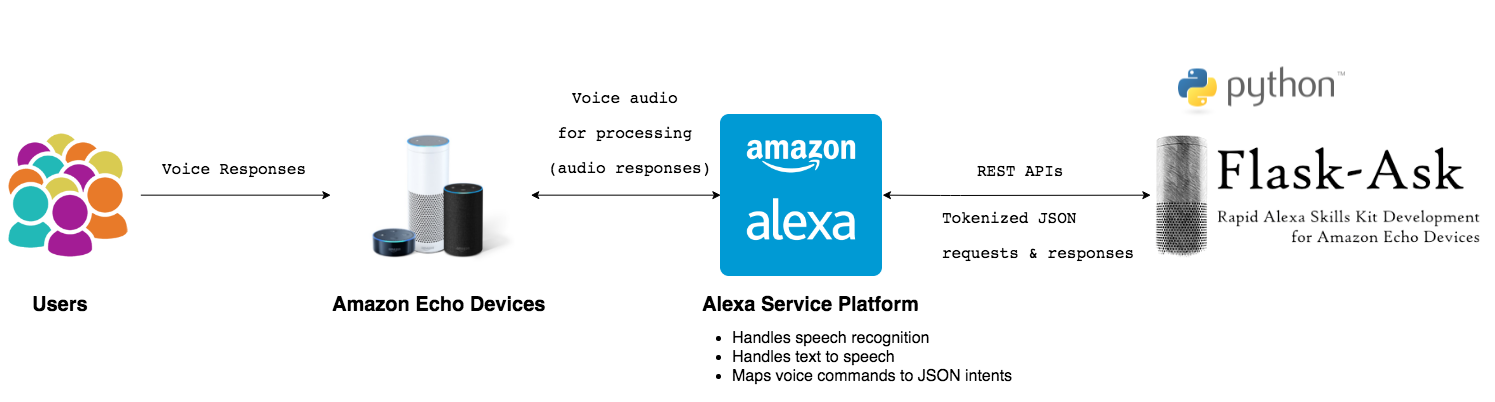 Voice Responses
Voice audio
for processing
(audio responses)
amazon
alexa
REST APIs
Tokenized JSON
requests & responses
python™
Flask-Ask
Rapid Alexa Skills Kit Development
for Amazon Echo Devices
Users
Amazon Echo Devices
Alexa Service Platform
• Handles speech recognition
• Handles text to speech
• Maps voice commands to JSON intents